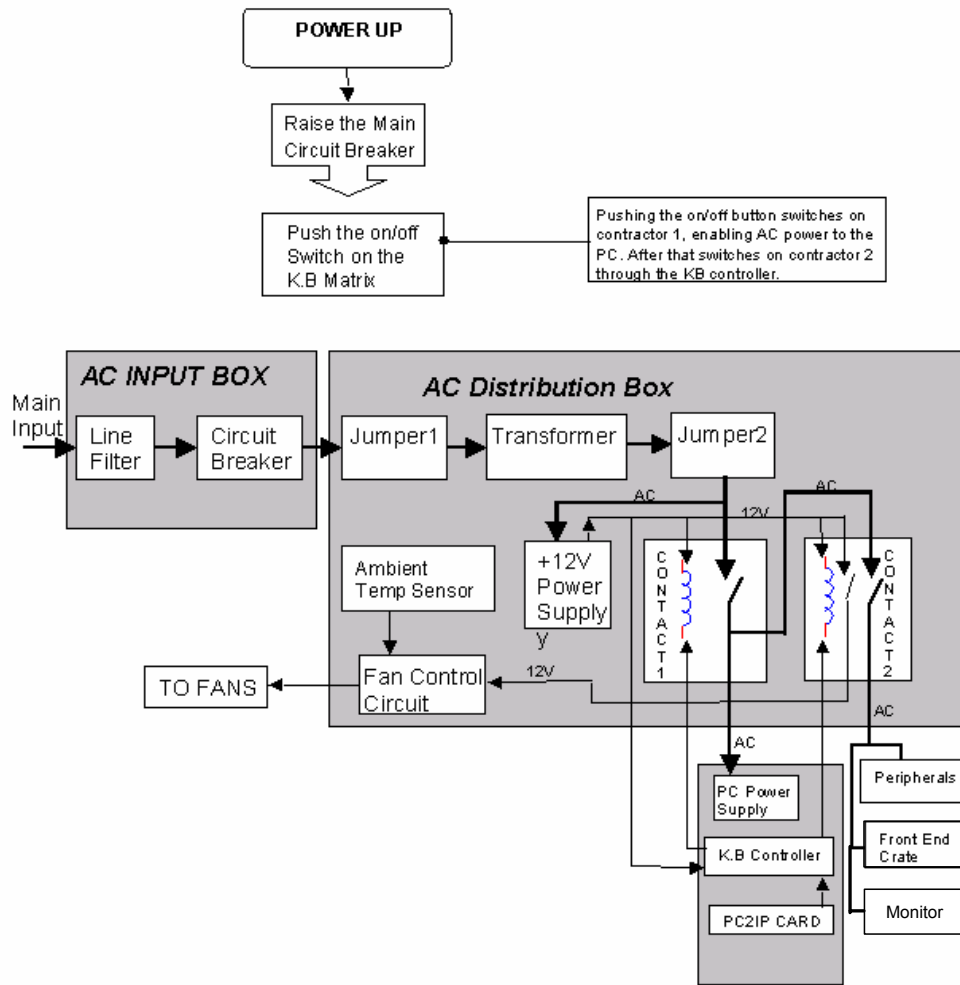 POWER UP
Raise the Main
Circuit Breaker
Push the on/off
Switch on the
K.B Matrix
Pushing the on/off button switches on
contractor 1, enabling AC power to the
PC. After that switches on contractor 2
through the KB controller.
AC INPUT BOX
AC Distribution Box
Main
Input
Line
Filter
Circuit
Breaker
Jumper1
Transformer
Jumper2
AC
AC
12V
Ambient
Temp Sensor
+12V
Power
Supply
y
CONTACT1
CONTACT2
TO FANS
Fan Control
Circuit
12V
AC
AC
PC Power
Supply
Peripherals
K.B Controller
Front End
Crate
PC2IP CARD
Monitor